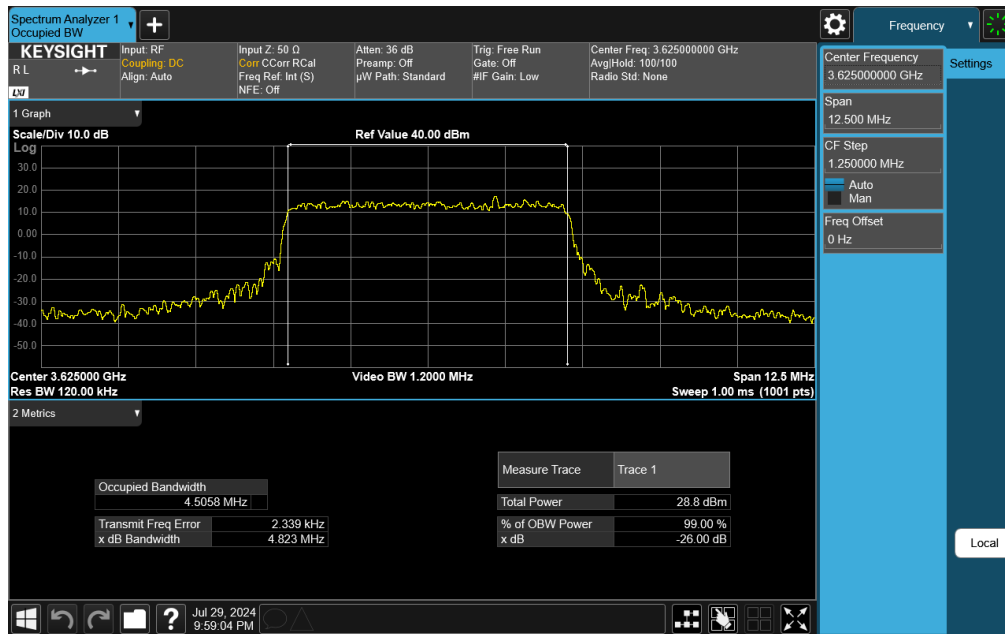 Spectrum Analyzer 1
Occupied BW
+
Frequency
KEYSIGHT
R L
LXI
Input: RF
Coupling: DC
Align: Auto
Input Z: 50 Ω
Corr CCorr RCal
Freq Ref: Int (S)
NFE: Off
Atten: 36 dB
Preamp: Off
µW Path: Standard
Trig: Free Run
Gate: Off
#IF Gain: Low
Center Freq: 3.625000000 GHz
Avg|Hold: 100/100
Radio Std: None
Center Frequency
3.625000000 GHz
Settings
Span
12.500 MHz
CF Step
1.250000 MHz
Auto
Man
Freq Offset
0 Hz
Local
1 Graph
Scale/Div 10.0 dB
Ref Value 40.00 dBm
Log
30.0
20.0
10.0
0.00
-10.0
-20.0
-30.0
-40.0
-50.0
Center 3.625000 GHz
Video BW 1.2000 MHz
Span 12.5 MHz
Res BW 120.00 kHz
Sweep 1.00 ms (1001 pts)
2 Metrics
Occupied Bandwidth
4.5058 MHz
Transmit Freq Error 2.339 kHz
x dB Bandwidth 4.823 MHz
Measure Trace Trace 1
Total Power 28.8 dBm
% of OBW Power 99.00 %
x dB -26.00 dB
?
Jul 29, 2024
9:59:04 PM